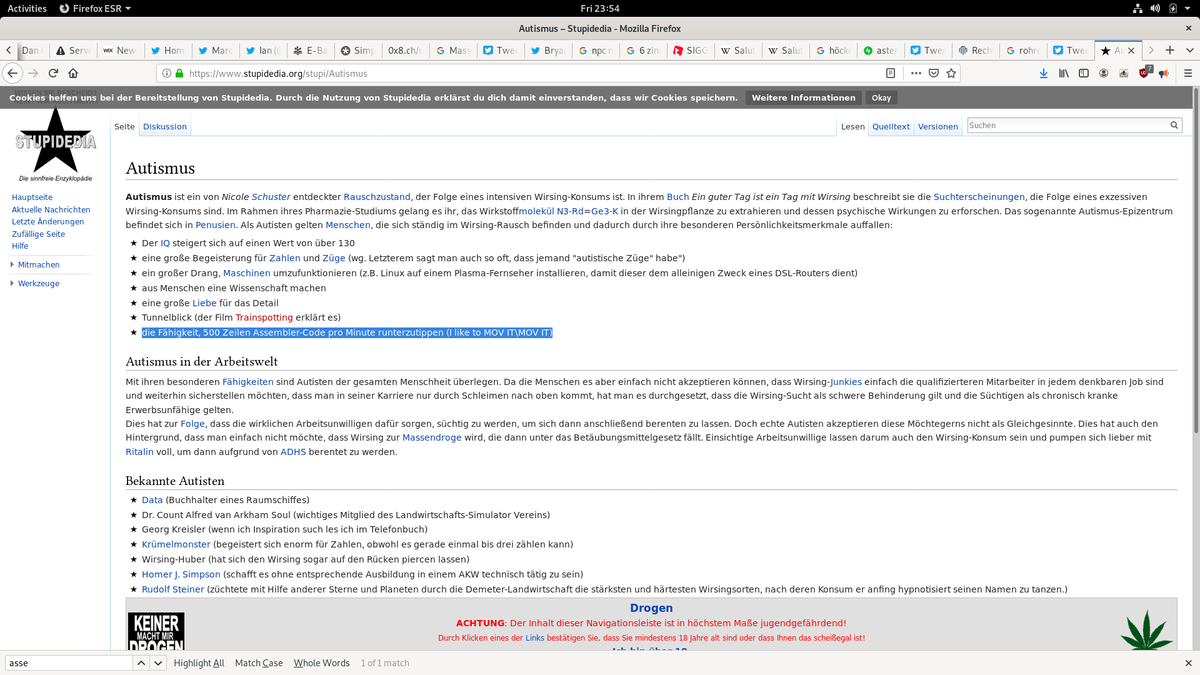 Activities Firefox ESR Fri 23:54
Autismus – Stupidedia - Mozilla Firefox
Dan Serv New Hom Marc Ian ( E-Ba Simp 0x8.ch/ Mass Twee Brya npc n 6 zin SIGG Salut Salut höck aster Twee Rech rohre Twee Au
https://www.stupidedia.org/stupi/Autismus
Cookies helfen uns bei der Bereitstellung von Stupidedia. Durch die Nutzung von Stupidedia erklärst du dich damit einverstanden, dass wir Cookies speichern. Weitere Informationen Okay
STUPIDEDIA
Die sinnfreie Enzyklopädie
Hauptseite
Aktuelle Nachrichten
Letzte Änderungen
Zufällige Seite
Hilfe
Mitmachen
Werkzeuge
Seite Diskussion Lesen Quelltext Versionen Suchen
Autismus
Autismus ist ein von Nicole Schuster entdeckter Rauschzustand, der Folge eines intensiven Wirsing-Konsums ist. In ihrem Buch Ein guter Tag ist ein Tag mit Wirsing beschreibt sie die Suchterscheinungen, die Folge eines exzessiven
Wirsing-Konsums sind. Im Rahmen ihres Pharmazie-Studiums gelang es ihr, das Wirkstoffmolekül N3-Rd=Ge3-K in der Wirsingpflanze zu extrahieren und dessen psychische Wirkungen zu erforschen. Das sogenannte Autismus-Epizentrum
befindet sich in Penusien. Als Autisten gelten Menschen, die sich ständig im Wirsing-Rausch befinden und dadurch durch ihre besonderen Persönlichkeitsmerkmale auffallen:
Der IQ steigert sich auf einen Wert von über 130
eine große Begeisterung für Zahlen und Züge (wg. Letzterem sagt man auch so oft, dass jemand "autistische Züge" habe")
ein großer Drang, Maschinen umzufunktionieren (z.B. Linux auf einem Plasma-Fernseher installieren, damit dieser dem alleinigen Zweck eines DSL-Routers dient)
aus Menschen eine Wissenschaft machen
eine große Liebe für das Detail
Tunnelblick (der Film Trainspotting erklärt es)
die Fähigkeit, 500 Zeilen Assembler-Code pro Minute runterzutippen (I like to MOV IT\MOV IT)
Autismus in der Arbeitswelt
Mit ihren besonderen Fähigkeiten sind Autisten der gesamten Menschheit überlegen. Da die Menschen es aber einfach nicht akzeptieren können, dass Wirsing-Junkies einfach die qualifizierteren Mitarbeiter in jedem denkbaren Job sind
und weiterhin sicherstellen möchten, dass man in seiner Karriere nur durch Schleimen nach oben kommt, hat man es durchgesetzt, dass die Wirsing-Sucht als schwere Behinderung gilt und die Süchtigen als chronisch kranke
Erwerbsunfähige gelten.
Dies hat zur Folge, dass die wirklichen Arbeitsunwilligen dafür sorgen, süchtig zu werden, um sich dann anschließend berenten zu lassen. Doch echte Autisten akzeptieren diese Möchtegerns nicht als Gleichgesinnte. Dies hat auch den
Hintergrund, dass man einfach nicht möchte, dass Wirsing zur Massendroge wird, die dann unter das Betäubungsmittelgesetz fällt. Einsichtige Arbeitsunwillige lassen darum auch den Wirsing-Konsum sein und pumpen sich lieber mit
Ritalin voll, um dann aufgrund von ADHS berentet zu werden.
Bekannte Autisten
Data (Buchhalter eines Raumschiffes)
Dr. Count Alfred van Arkham Soul (wichtiges Mitglied des Landwirtschafts-Simulator Vereins)
Georg Kreisler (wenn ich Inspiration such les ich im Telefonbuch)
Krümelmonster (begeistert sich enorm für Zahlen, obwohl es gerade einmal bis drei zählen kann)
Wirsing-Huber (hat sich den Wirsing sogar auf den Rücken piercen lassen)
Homer J. Simpson (schafft es ohne entsprechende Ausbildung in einem AKW technisch tätig zu sein)
Rudolf Steiner (züchtete mit Hilfe anderer Sterne und Planeten durch die Demeter-Landwirtschaft die stärksten und härtesten Wirsingsorten, nach deren Konsum er anfing hypnotisiert seinen Namen zu tanzen.)
Drogen
ACHTUNG: Der Inhalt dieser Navigationsleiste ist in höchstem Maße jugendgefährdend!
Durch Klicken eines der Links bestätigen Sie, dass Sie mindestens 18 Jahre alt sind oder dass Ihnen das scheißegal ist!
Ich bin über 18
KEINER
MACHT MIR
DROGEN
asse Highlight All Match Case Whole Words 1 of 1 match